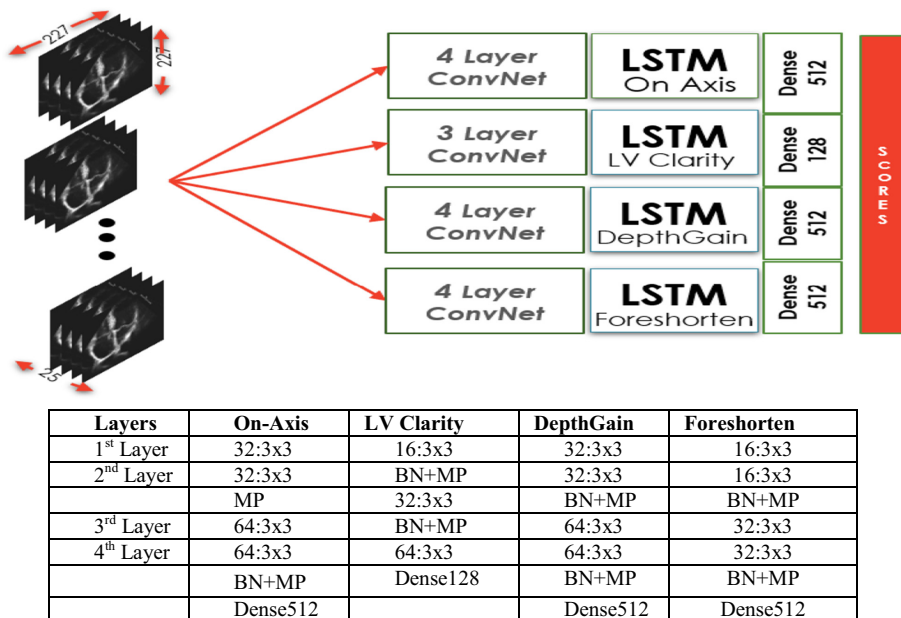 227
227
25
4 Layer
ConvNet
LSTM
On Axis
Dense
512
3 Layer
ConvNet
LSTM
LV Clarity
Dense
128
4 Layer
ConvNet
LSTM
DepthGain
Dense
512
4 Layer
ConvNet
LSTM
Foreshorten
Dense
512
SCORES
Layers On-Axis LV Clarity DepthGain Foreshorten
1st Layer 32:3x3 16:3x3 32:3x3 16:3x3
2nd Layer 32:3x3 BN+MP 32:3x3 16:3x3
MP 32:3x3 BN+MP BN+MP
3rd Layer 64:3x3 BN+MP 64:3x3 32:3x3
4th Layer 64:3x3 64:3x3 64:3x3 32:3x3
BN+MP Dense128 BN+MP BN+MP
Dense512 Dense512 Dense512